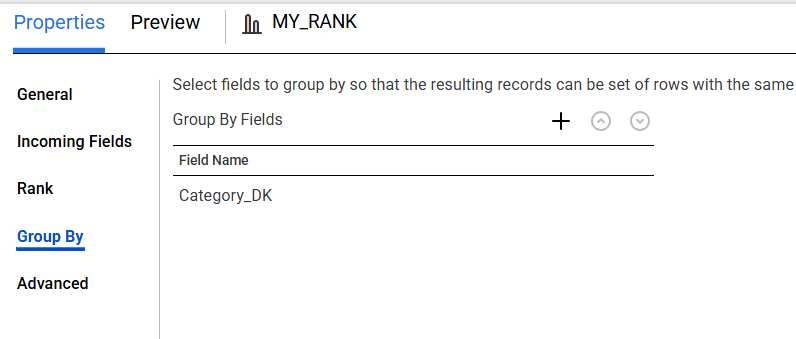 Properties Preview MY_RANK
General
Incoming Fields
Rank
Group By
Advanced
Select fields to group by so that the resulting records can be set of rows with the same
Group By Fields
Field Name
Category_DK